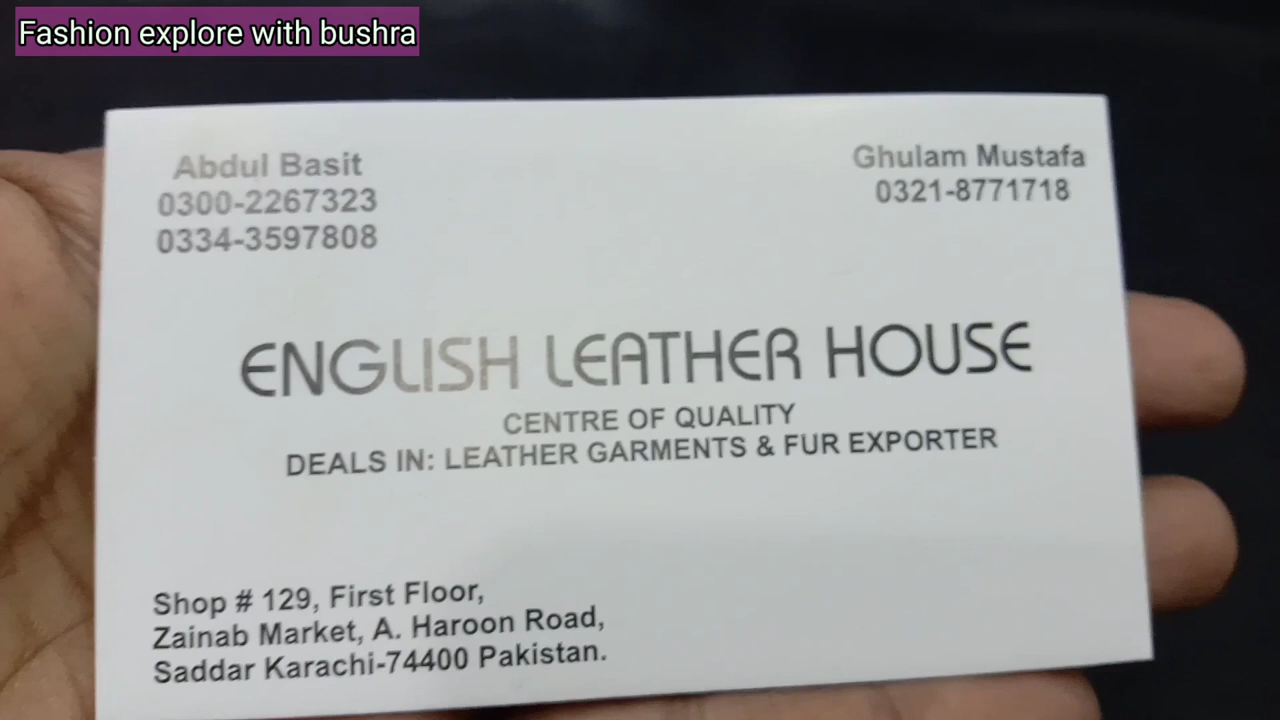 Fashion explore with bushra
Abdul Basit
0300-2267323
0334-3597808
Ghulam Mustafa
0321-8771718
ENGLISH LEATHER HOUSE
CENTRE OF QUALITY
DEALS IN: LEATHER GARMENTS & FUR EXPORTER
Shop # 129, First Floor,
Zainab Market, A. Haroon Road,
Saddar Karachi-74400 Pakistan.